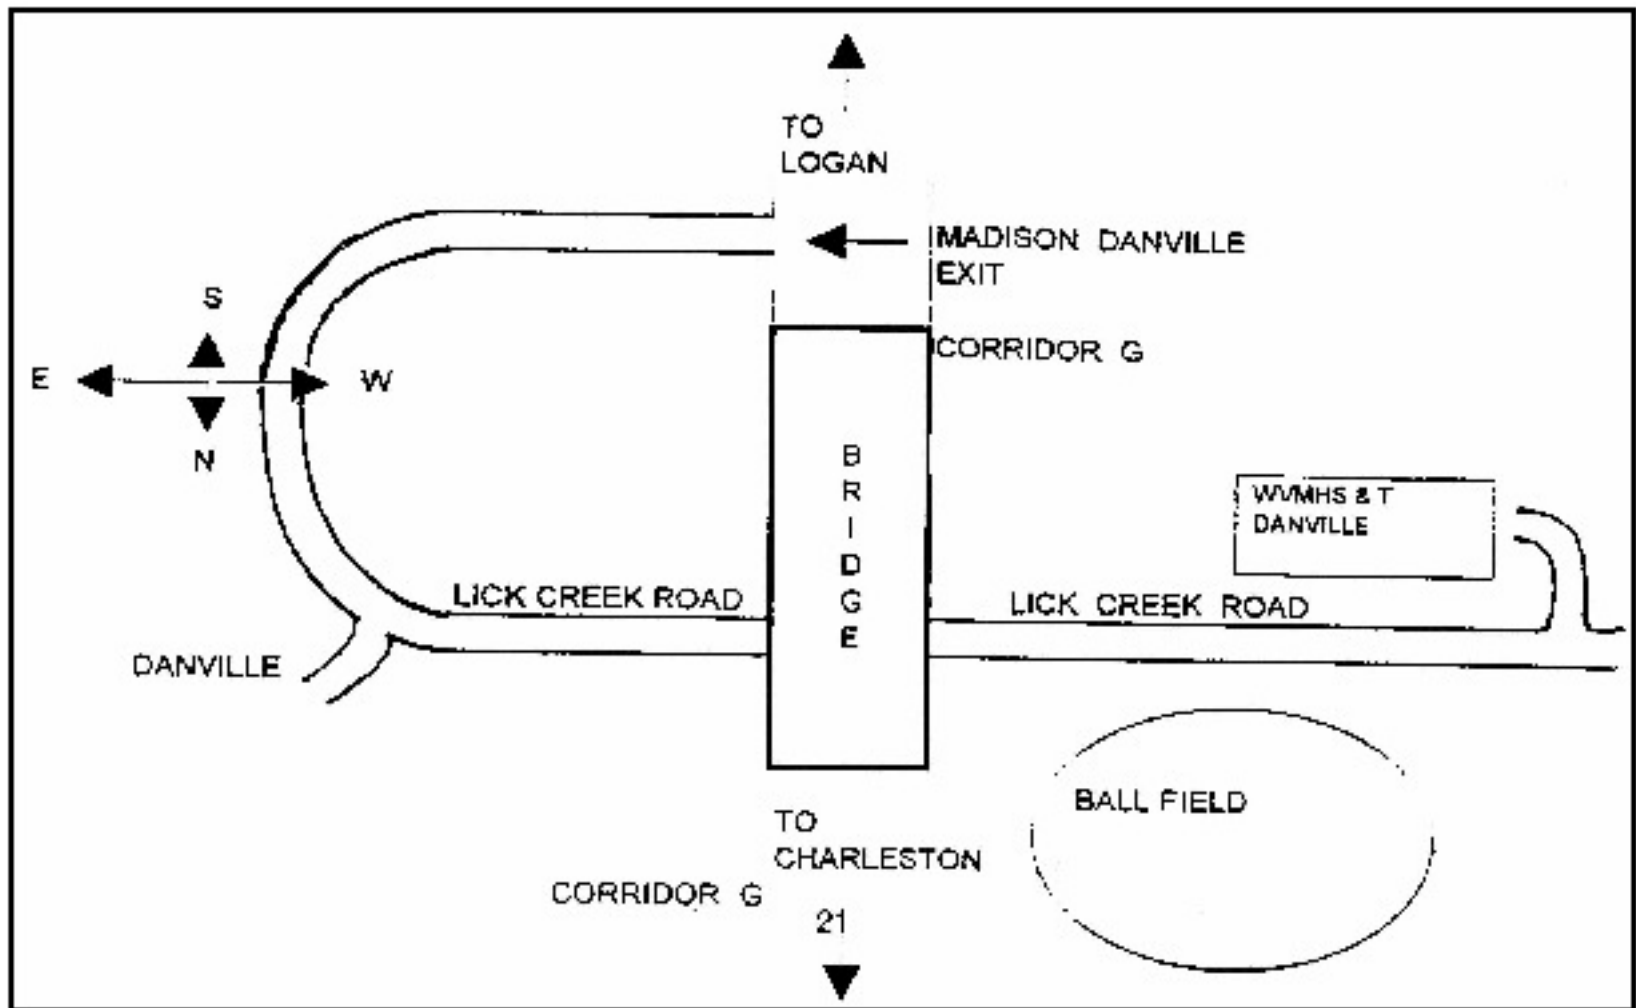 TO
LOGAN
MADISON DANVILLE
EXIT
S
CORRIDOR G
E
W
N
BRIDGE
WVMHS & T
DANVILLE
LICK CREEK ROAD
LICK CREEK ROAD
DANVILLE
BALL FIELD
TO
CHARLESTON
CORRIDOR G
21